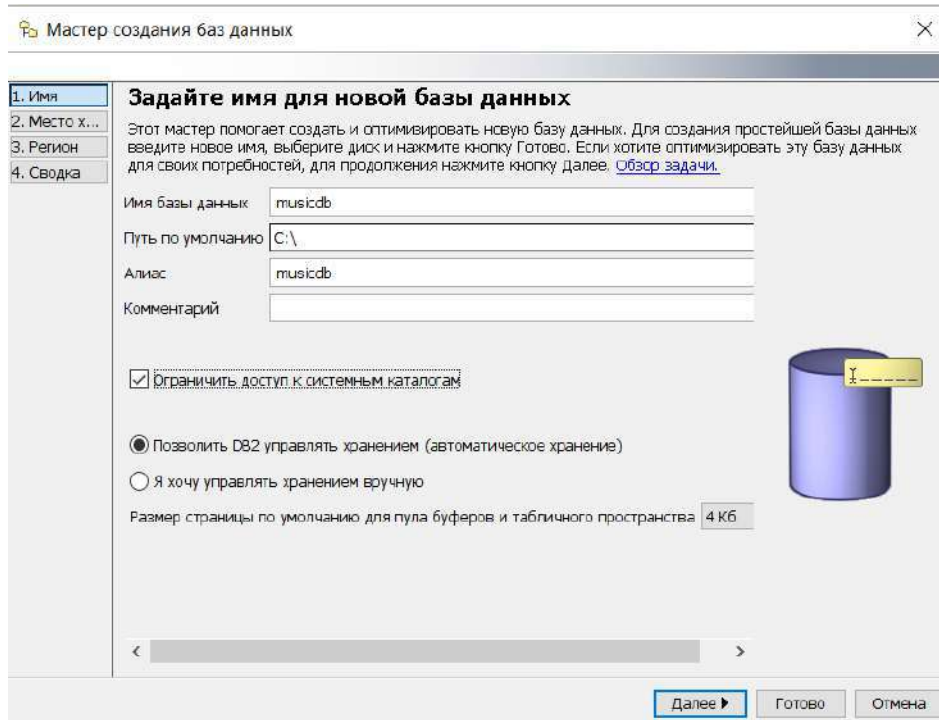 Мастер создания баз данных
1. Имя
2. Место х...
3. Регион
4. Сводка
Задайте имя для новой базы данных
Этот мастер помогает создать и оптимизировать новую базу данных. Для создания простейшей базы данных
введите новое имя, выберите диск и нажмите кнопку Готово. Если хотите оптимизировать эту базу данных
для своих потребностей, для продолжения нажмите кнопку Далее. Обзор задачи.
Имя базы данных musicdb
Путь по умолчанию C:\
Алиас musicdb
Комментарий
Ограничить доступ к системным каталогам
Позволить DB2 управлять хранением (автоматическое хранение)
Я хочу управлять хранением вручную
Размер страницы по умолчанию для пула буферов и табличного пространства 4 Кб
Далее Готово Отмена